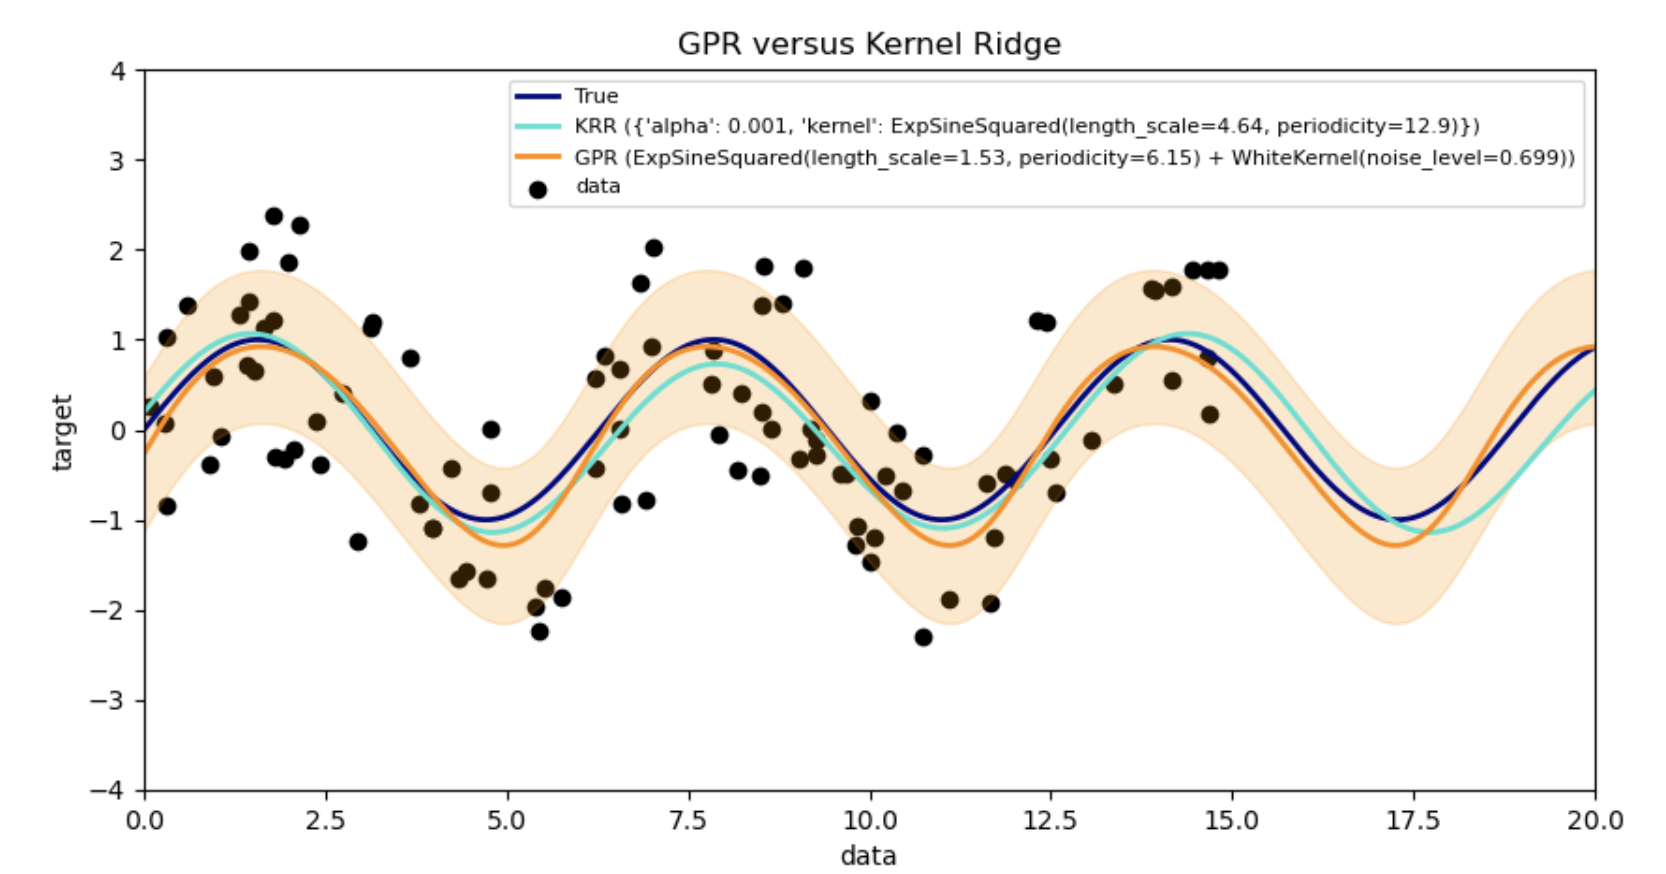 GPR versus Kernel Ridge
True
KRR ({'alpha': 0.001, 'kernel': ExpSineSquared(length_scale=4.64, periodicity=12.9)})
GPR (ExpSineSquared(length_scale=1.53, periodicity=6.15) + WhiteKernel(noise_level=0.699))
data
4
3
2
1
0
−1
−2
−3
−4
target
0.0 2.5 5.0 7.5 10.0 12.5 15.0 17.5 20.0
data